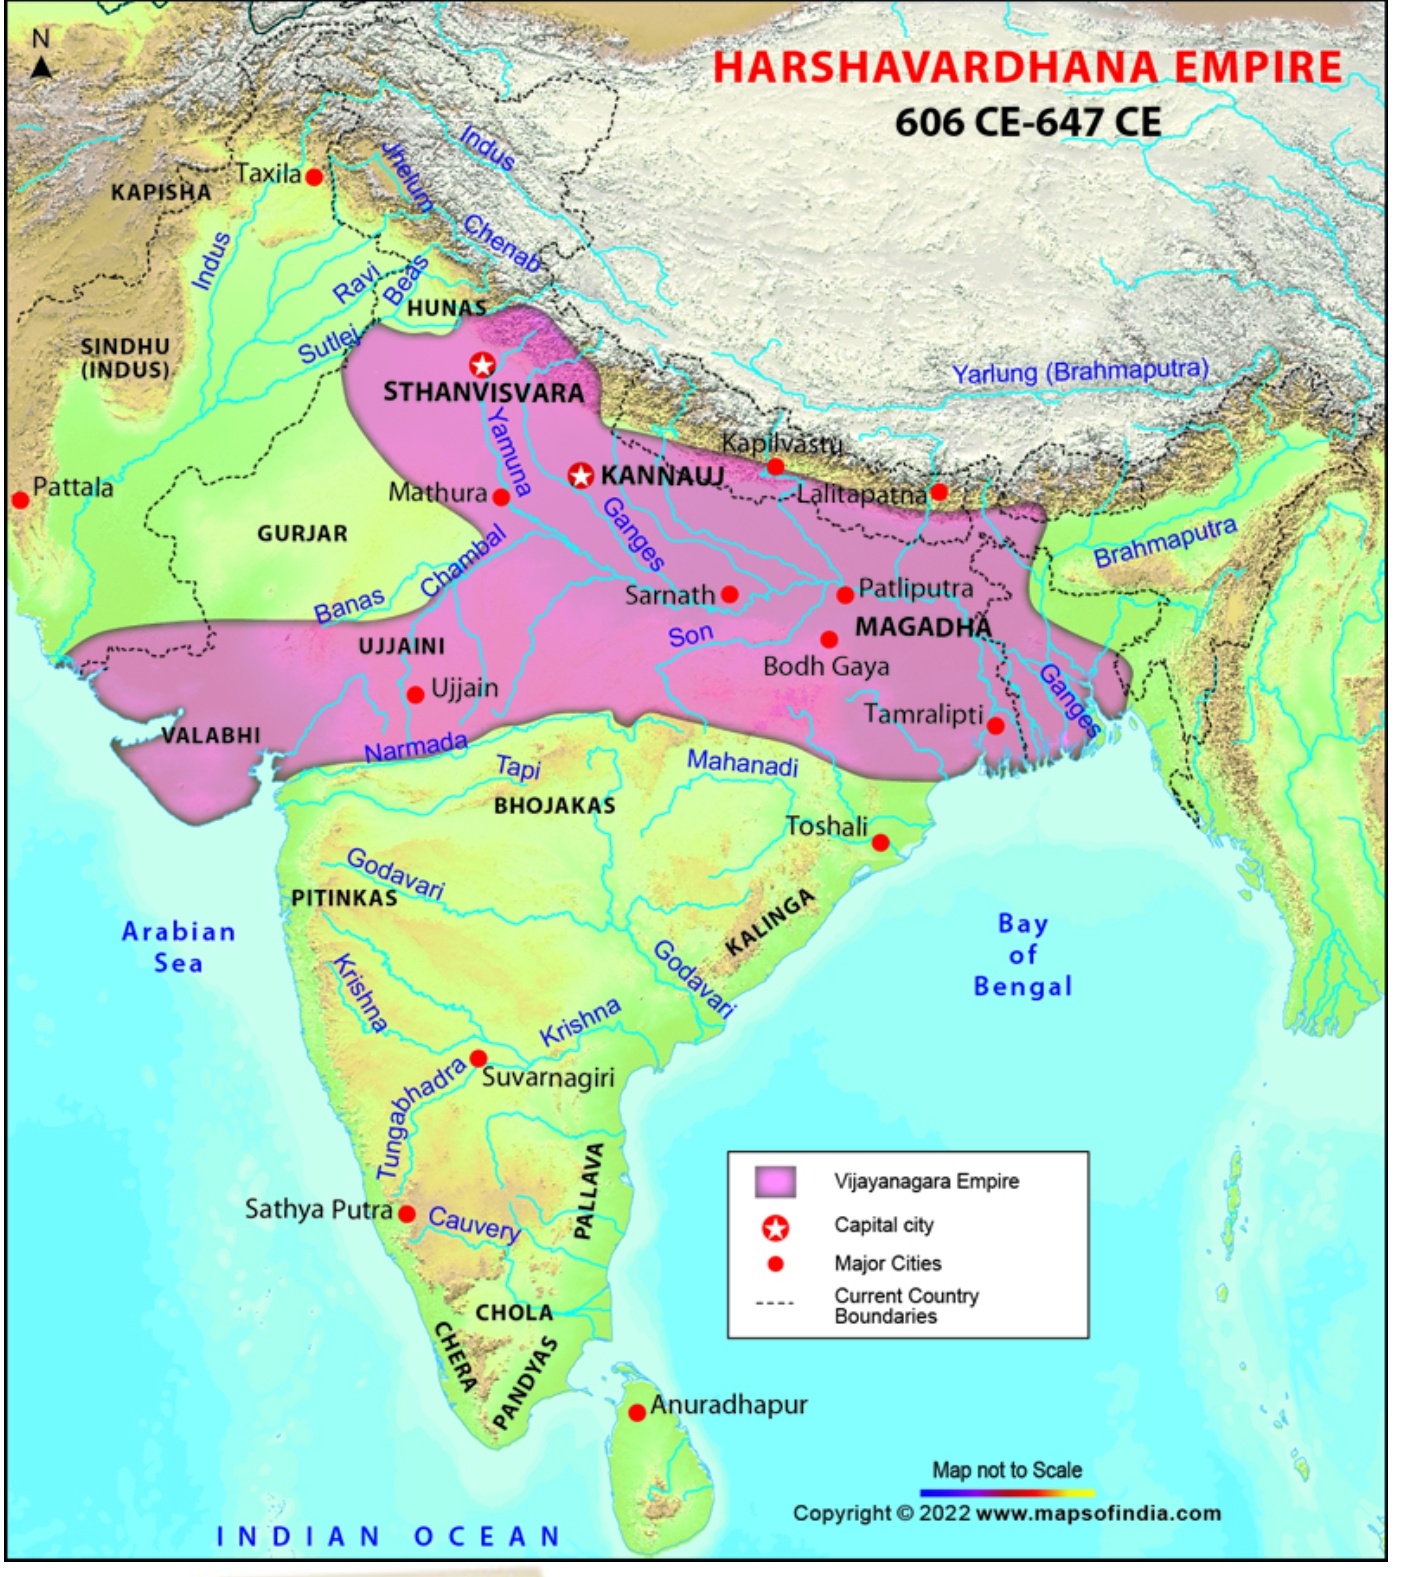 HARSHAVARDHANA EMPIRE
606 CE-647 CE
N
Indus
Jhelum
Taxila
KAPISHA
Chenab
Indus
Ravi
Beas
HUNAS
Sutlej
SINDHU
(INDUS)
STHANVISVARA
Yarlung (Brahmaputra)
Yamuna
Kapilvastu
KANNAUJ
Pattala
Mathura
Lalitapatna
GURJAR
Ganges
Chambal
Brahmaputra
Banas
Sarnath
Patliputra
MAGADHA
Son
UJJAINI
Bodh Gaya
Ujjain
Ganges
Tamralipti
VALABHI
Narmada
Tapi
Mahanadi
BHOJAKAS
Toshali
Godavari
PITINKAS
KALINGA
Arabian
Sea
Bay
of
Bengal
Godavari
Krishna
Krishna
Suvarnagiri
Tungabhadra
PALLAVA
Sathya Putra
Cauvery
Vijayanagara Empire
Capital city
Major Cities
Current Country
Boundaries
CHOLA
CHERA
PANDYAS
Anuradhapur
Map not to Scale
Copyright © 2022 www.mapsofindia.com
INDIAN OCEAN